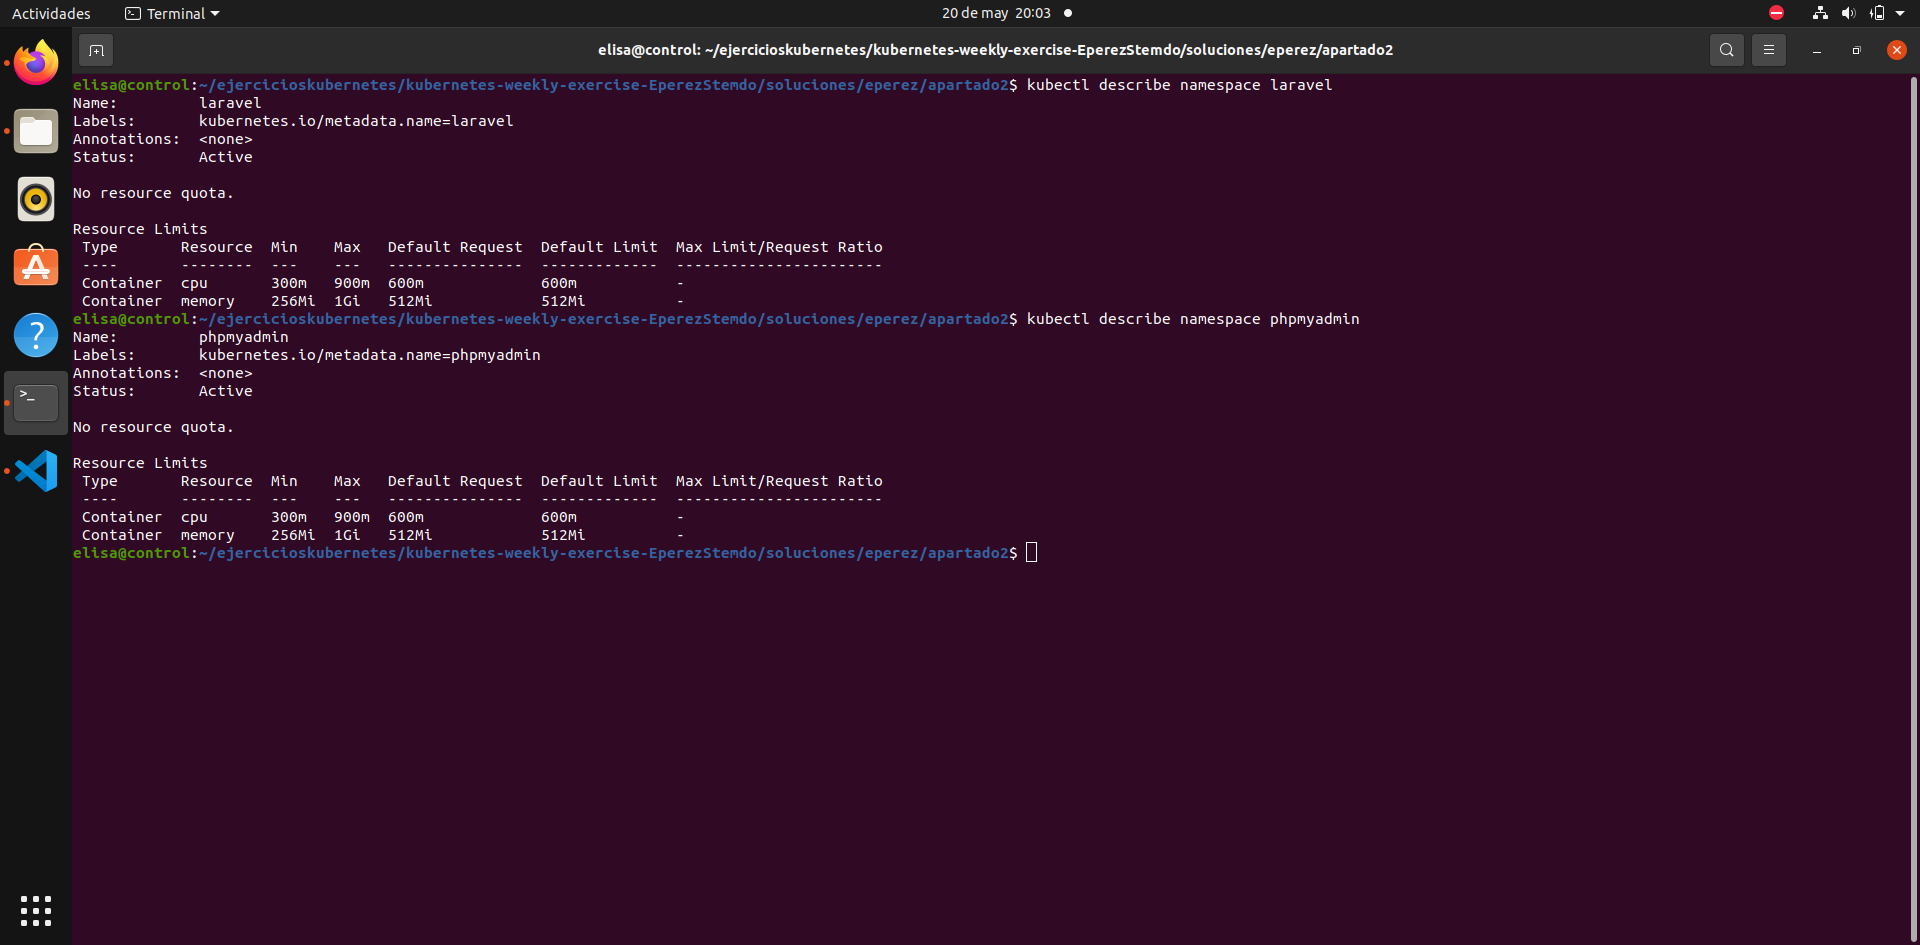 Actividades Terminal 20 de may 20:03
elisa@control: ~/ejercicioskubernetes/kubernetes-weekly-exercise-EperezStemdo/soluciones/eperez/apartado2
elisa@control:~/ejercicioskubernetes/kubernetes-weekly-exercise-EperezStemdo/soluciones/eperez/apartado2$ kubectl describe namespace laravel
Name:         laravel
Labels:       kubernetes.io/metadata.name=laravel
Annotations:  <none>
Status:       Active
No resource quota.
Resource Limits
 Type       Resource  Min    Max   Default Request  Default Limit  Max Limit/Request Ratio
 ----       --------  ---    ---   ---------------  -------------  -----------------------
 Container  cpu       300m   900m  600m             600m           -
 Container  memory    256Mi  1Gi   512Mi            512Mi          -
elisa@control:~/ejercicioskubernetes/kubernetes-weekly-exercise-EperezStemdo/soluciones/eperez/apartado2$ kubectl describe namespace phpmyadmin
Name:         phpmyadmin
Labels:       kubernetes.io/metadata.name=phpmyadmin
Annotations:  <none>
Status:       Active
No resource quota.
Resource Limits
 Type       Resource  Min    Max   Default Request  Default Limit  Max Limit/Request Ratio
 ----       --------  ---    ---   ---------------  -------------  -----------------------
 Container  cpu       300m   900m  600m             600m           -
 Container  memory    256Mi  1Gi   512Mi            512Mi          -
elisa@control:~/ejercicioskubernetes/kubernetes-weekly-exercise-EperezStemdo/soluciones/eperez/apartado2$